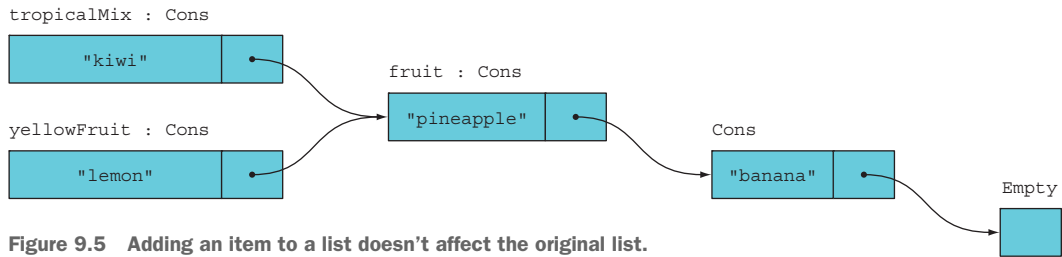 tropicalMix : Cons
"kiwi"
fruit : Cons
"pineapple"
yellowFruit : Cons
"lemon"
Cons
"banana"
Empty
Figure 9.5 Adding an item to a list doesn't affect the original list.